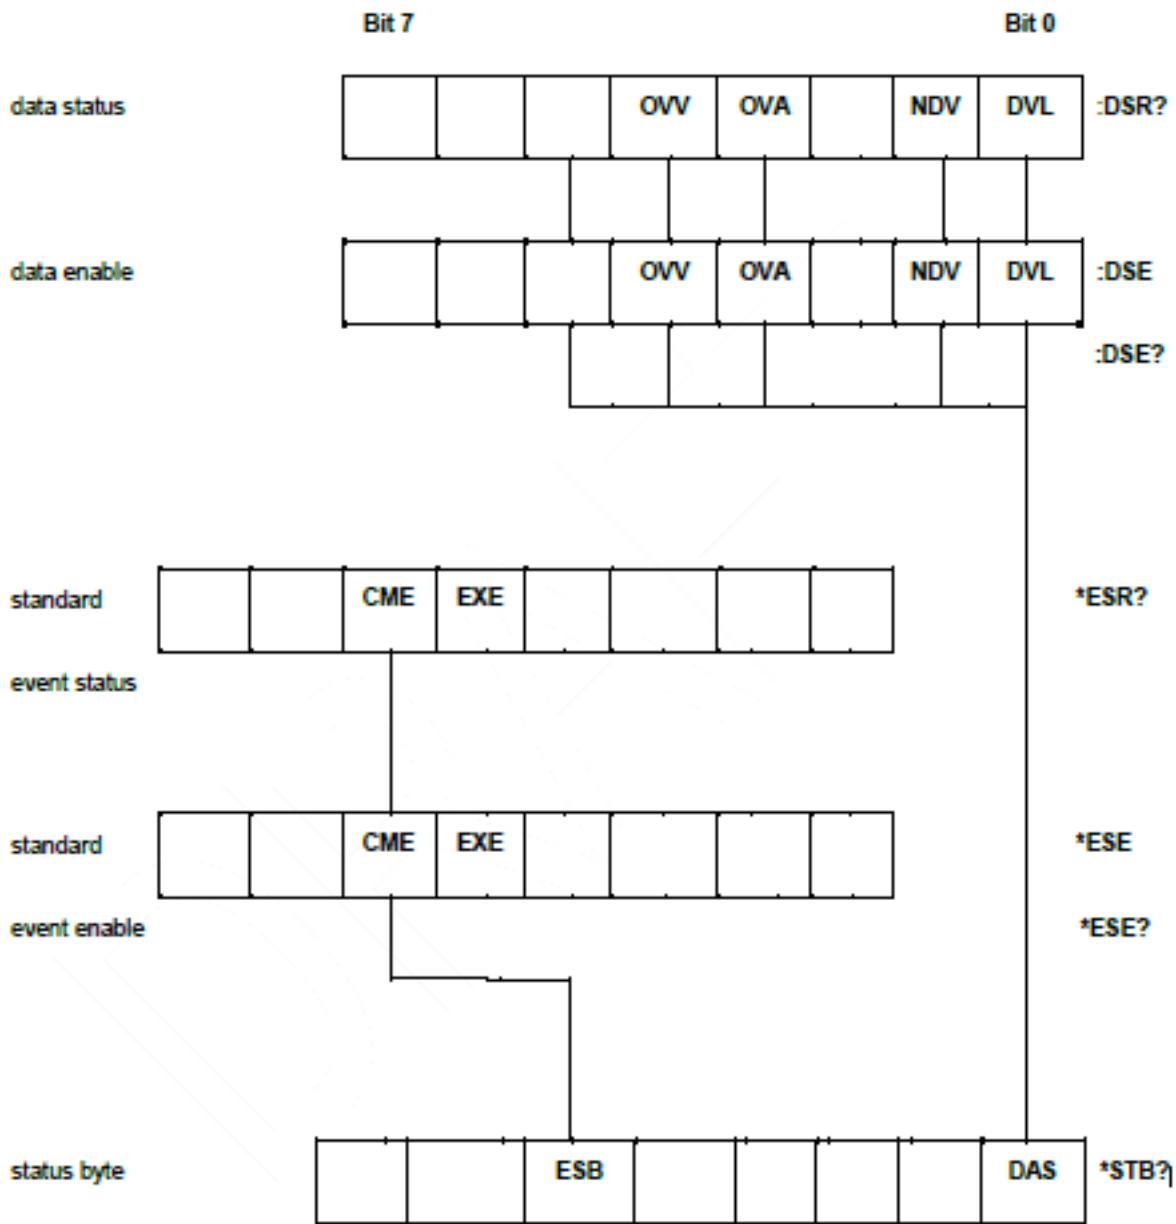 Bit 7 Bit 0
data status OVV OVA NDV DVL :DSR?
data enable OVV OVA NDV DVL :DSE
:DSE?
standard CME EXE *ESR?
event status
standard CME EXE *ESE
event enable *ESE?
status byte ESB DAS *STB?